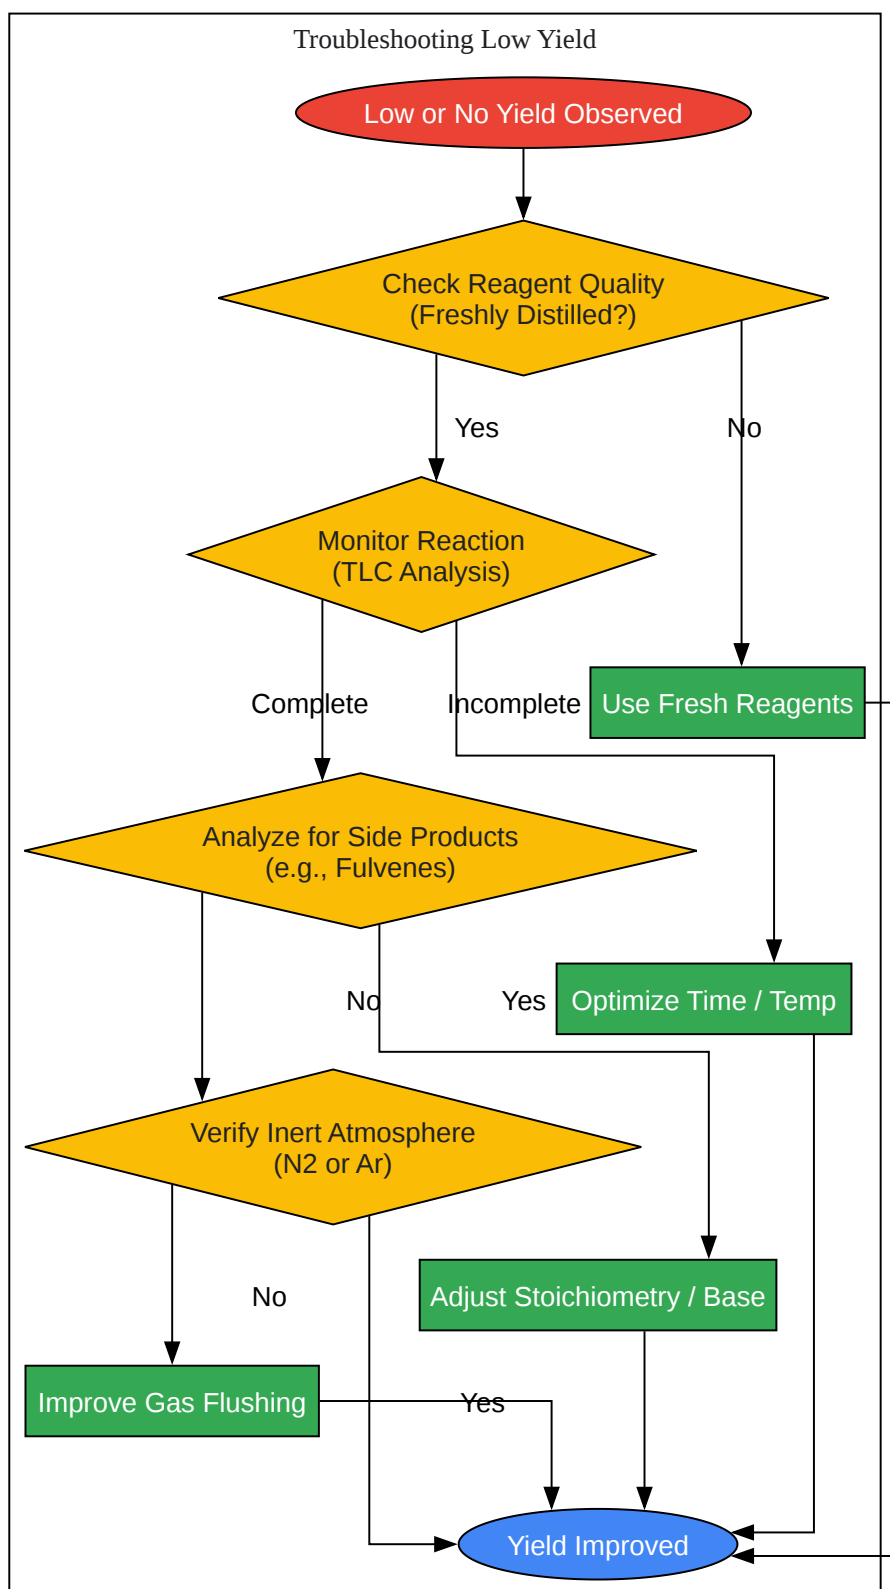 Troubleshooting Low Yield
Low or No Yield Observed
Check Reagent Quality
(Freshly Distilled?)
Yes
No
Monitor Reaction
(TLC Analysis)
Complete
Incomplete
Use Fresh Reagents
Analyze for Side Products
(e.g., Fulvenes)
No
Yes
Optimize Time / Temp
Verify Inert Atmosphere
(N2 or Ar)
No
Adjust Stoichiometry / Base
Improve Gas Flushing
Yes
Yield Improved